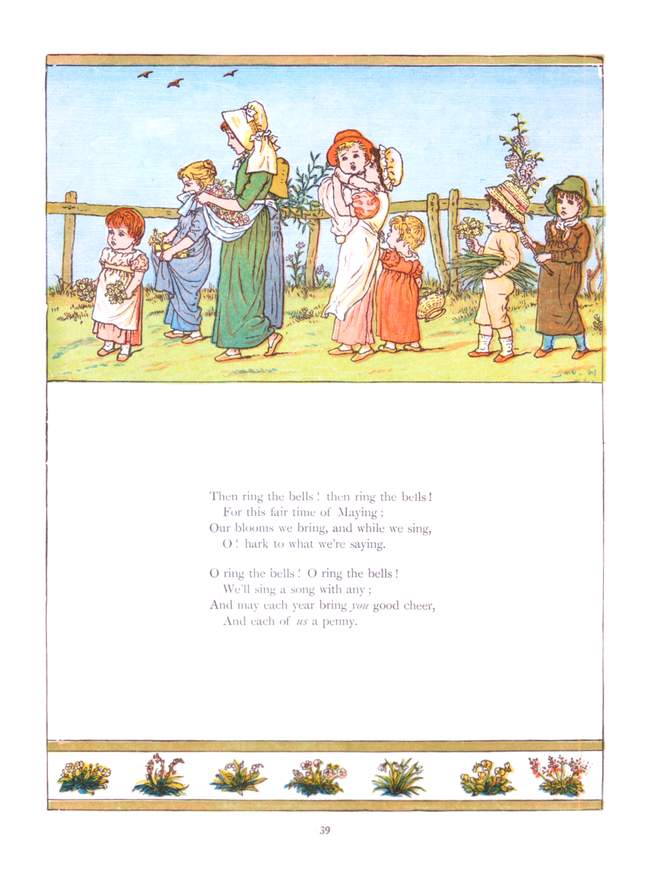 Then ring the bells! then ring the bells!
For this fair time of Maying;
Our blooms we bring, and while we sing,
O! hark to what we're saying.
O ring the bells! O ring the bells!
We'll sing a song with any;
And may each year bring you good cheer,
And each of us a penny.
39